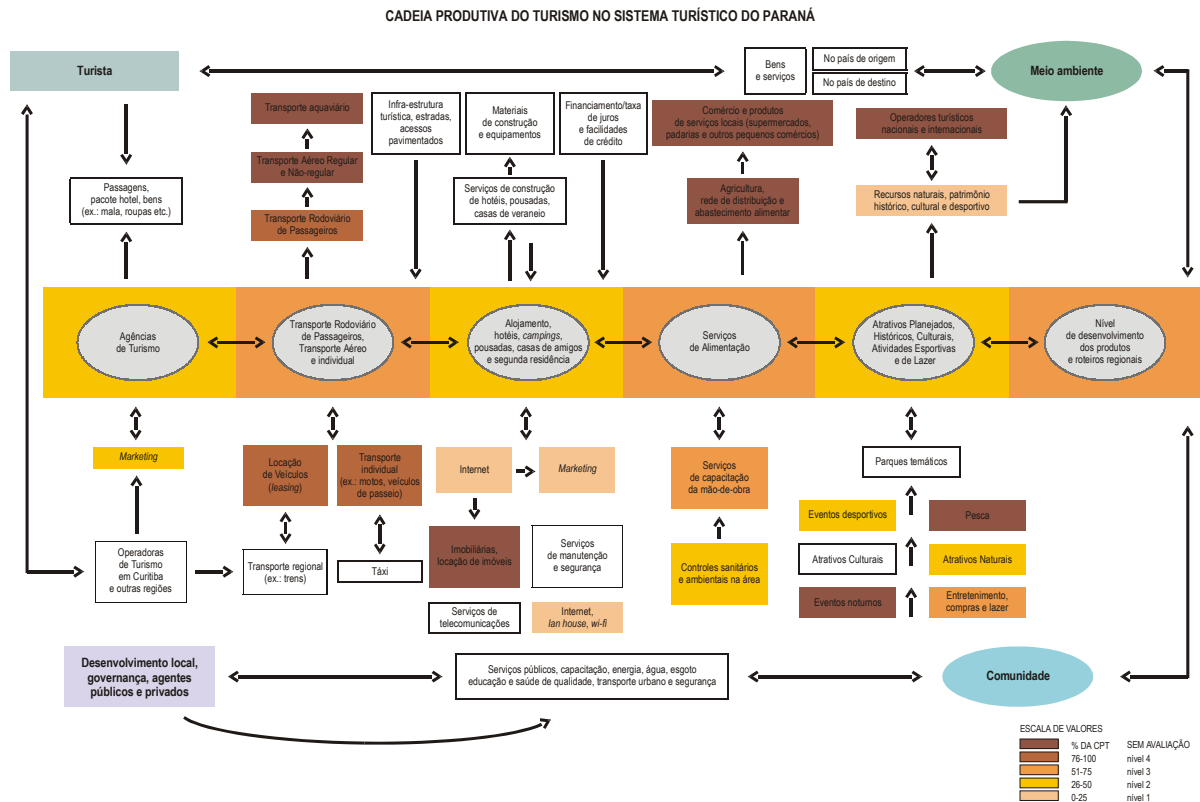 CADEIA PRODUTIVA DO TURISMO NO SISTEMA TURÍSTICO DO PARANÁ
Turista
Bens
e serviços
No país de origem
No país de destino
Meio ambiente
Transporte aquaviário
Infra-estrutura
turística, estradas,
acessos
pavimentados
Materiais
de construção
e equipamentos
Financiamento/taxa
de juros
e facilidades
de crédito
Comércio e produtos
de serviços locais (supermercados,
padarias e outros pequenos comércios)
Operadores turísticos
nacionais e internacionais
Transporte Aéreo Regular
e Não-regular
Passagens,
pacote hotel, bens
(ex.: mala, roupas etc.)
Transporte Rodoviário
de Passageiros
Serviços de construção
de hotéis, pousadas,
casas de veraneio
Agricultura,
rede de distribuição e
abastecimento alimentar
Recursos naturais, patrimônio
histórico, cultural e desportivo
Agências
de Turismo
Transporte Rodoviário
de Passageiros,
Transporte Aéreo
e individual
Alojamento,
hotéis, campings,
pousadas, casas de amigos
e segunda residência
Serviços
de Alimentação
Atrativos Planejados,
Históricos, Culturais,
Atividades Esportivas
e de Lazer
Nível
de desenvolvimento
dos produtos
e roteiros regionais
Marketing
Locação
de Veículos
(leasing)
Transporte
individual
(ex.: motos, veículos
de passeio)
Internet
Marketing
Serviços
de capacitação
da mão-de-obra
Parques temáticos
Eventos desportivos
Pesca
Operadoras
de Turismo
em Curitiba
e outras regiões
Transporte regional
(ex.: trens)
Táxi
Imobiliárias,
locação de imóveis
Serviços
de manutenção
e segurança
Controles sanitários
e ambientais na área
Atrativos Culturais
Atrativos Naturais
Serviços de
telecomunicações
Internet,
lan house, wi-fi
Eventos noturnos
Entretenimento,
compras e lazer
Desenvolvimento local,
governança, agentes
públicos e privados
Serviços públicos, capacitação, energia, água, esgoto
educação e saúde de qualidade, transporte urbano e segurança
Comunidade
ESCALA DE VALORES
% DA CPT SEM AVALIAÇÃO
76-100 nível 4
51-75 nível 3
26-50 nível 2
0-25 nível 1